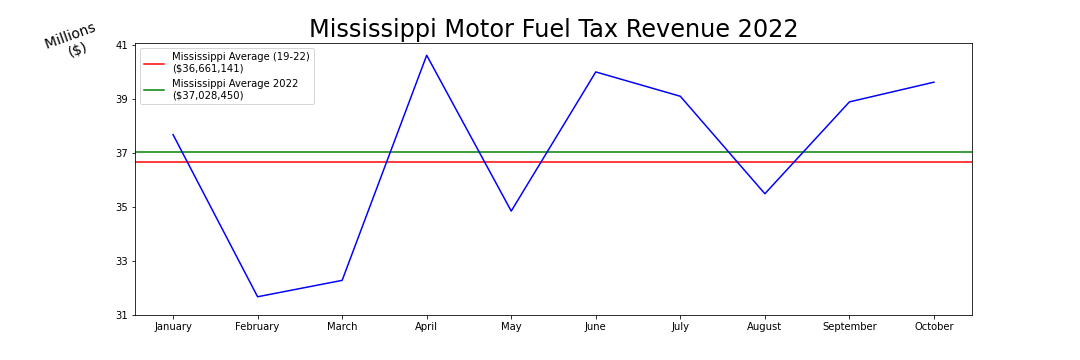 Mississippi Motor Fuel Tax Revenue 2022
Millions
($)
Mississippi Average (19-22)
($36,661,141)
Mississippi Average 2022
($37,028,450)
41
39
37
35
33
31
January February March April May June July August September October